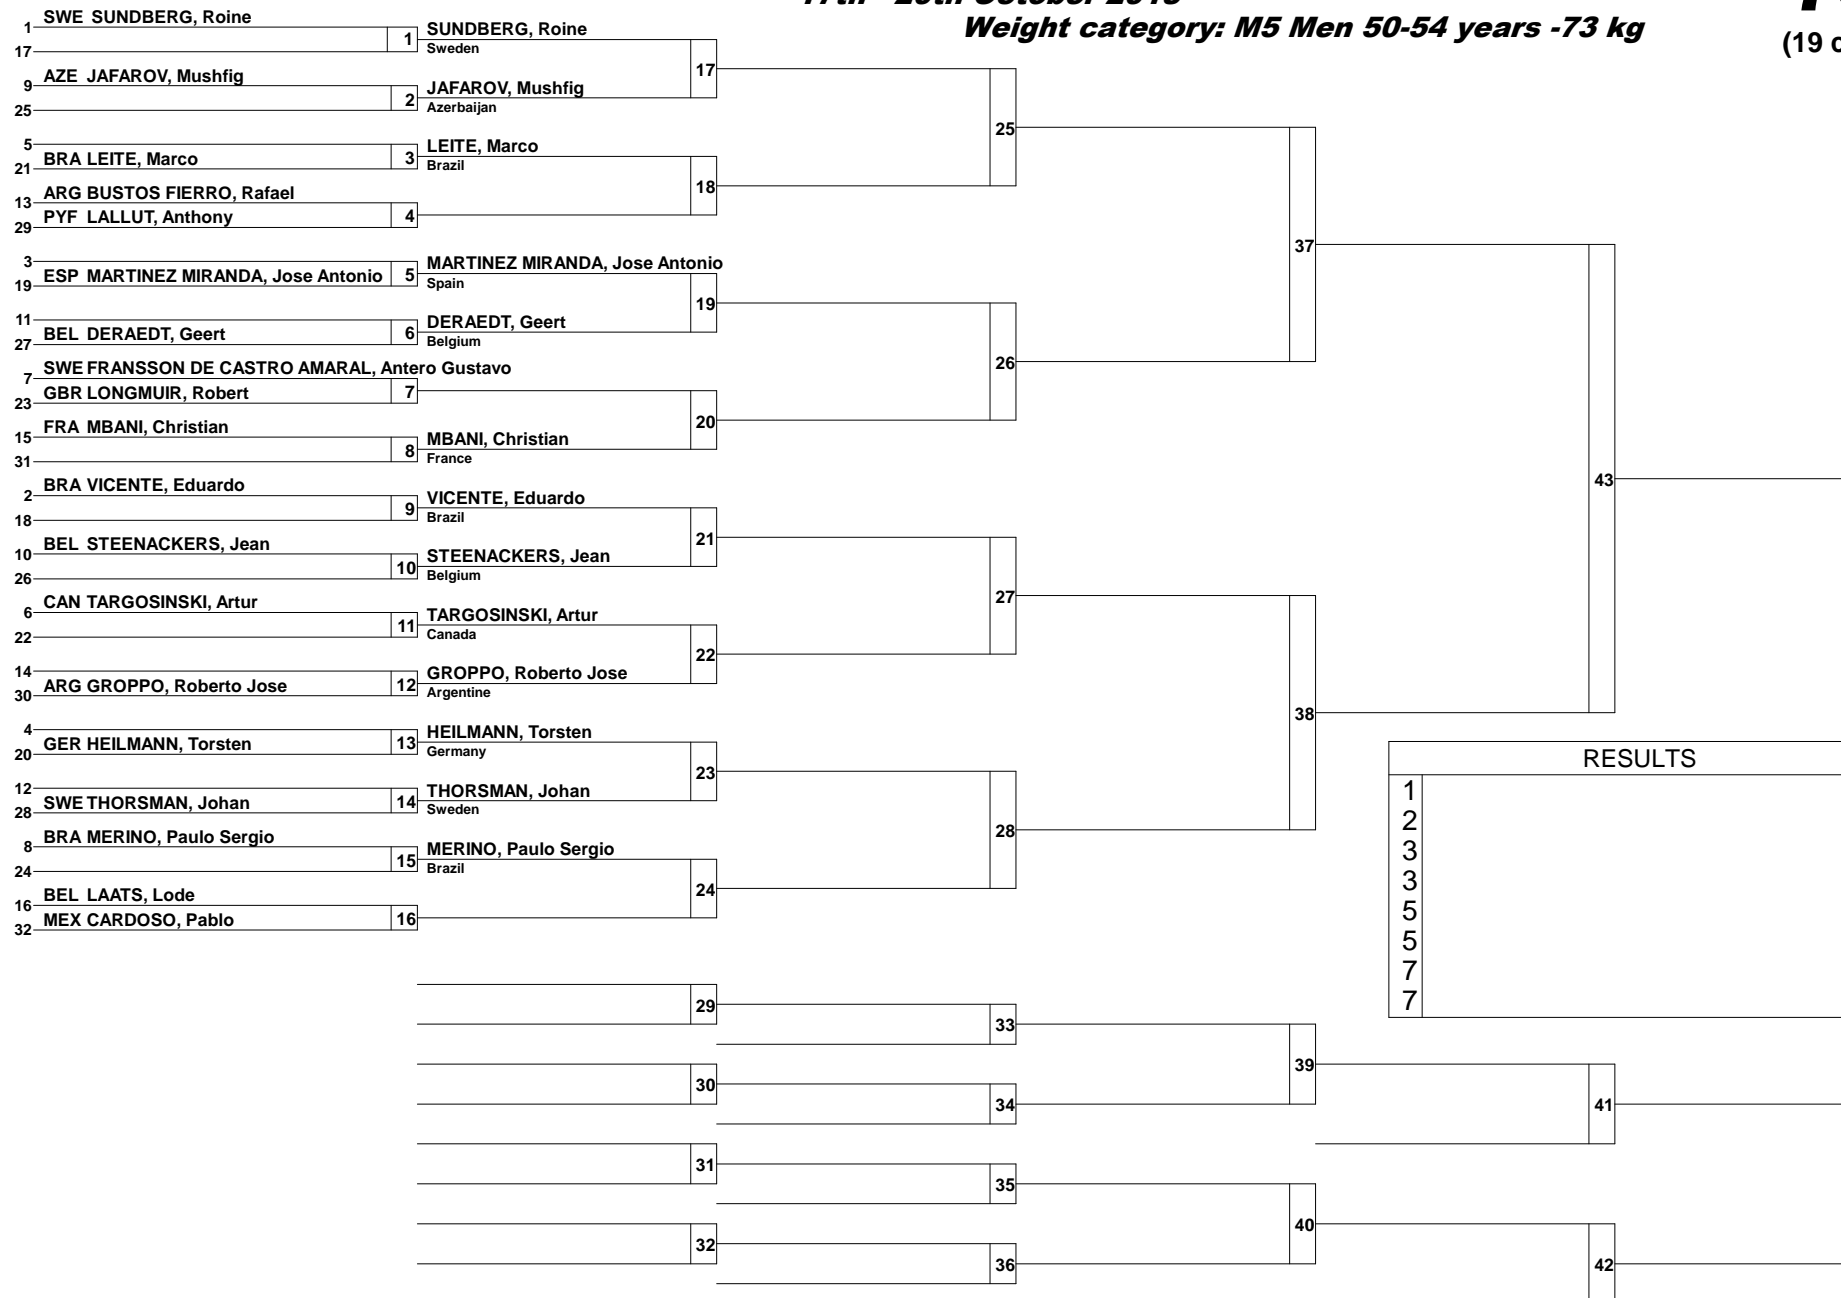 Weight category: M5 Men 50-54 years -73 kg
(19 c
1 SWE SUNDBERG, Roine
17
1 SUNDBERG, Roine
Sweden
9 AZE JAFAROV, Mushfig
25
2 JAFAROV, Mushfig
Azerbaijan
17
5
21 BRA LEITE, Marco
3 LEITE, Marco
Brazil
13 ARG BUSTOS FIERRO, Rafael
29 PYF LALLUT, Anthony
4
18
25
3
19 ESP MARTINEZ MIRANDA, Jose Antonio
5 MARTINEZ MIRANDA, Jose Antonio
Spain
11
27 BEL DERAEDT, Geert
6 DERAEDT, Geert
Belgium
19
7 SWE FRANSSON DE CASTRO AMARAL, Antero Gustavo
23 GBR LONGMUIR, Robert
7
15 FRA MBANI, Christian
31
8 MBANI, Christian
France
20
26
37
2 BRA VICENTE, Eduardo
18
9 VICENTE, Eduardo
Brazil
10 BEL STEENACKERS, Jean
26
10 STEENACKERS, Jean
Belgium
21
6 CAN TARGOSINSKI, Artur
22
11 TARGOSINSKI, Artur
Canada
14
30 ARG GROPPO, Roberto Jose
12 GROPPO, Roberto Jose
Argentine
22
27
4
20 GER HEILMANN, Torsten
13 HEILMANN, Torsten
Germany
12
28 SWE THORSMAN, Johan
14 THORSMAN, Johan
Sweden
23
8 BRA MERINO, Paulo Sergio
24
15 MERINO, Paulo Sergio
Brazil
16 BEL LAATS, Lode
32 MEX CARDOSO, Pablo
16
24
28
38
43
RESULTS
1
2
3
3
5
5
7
7
29
33
30
34
39
41
31
35
32
36
40
42